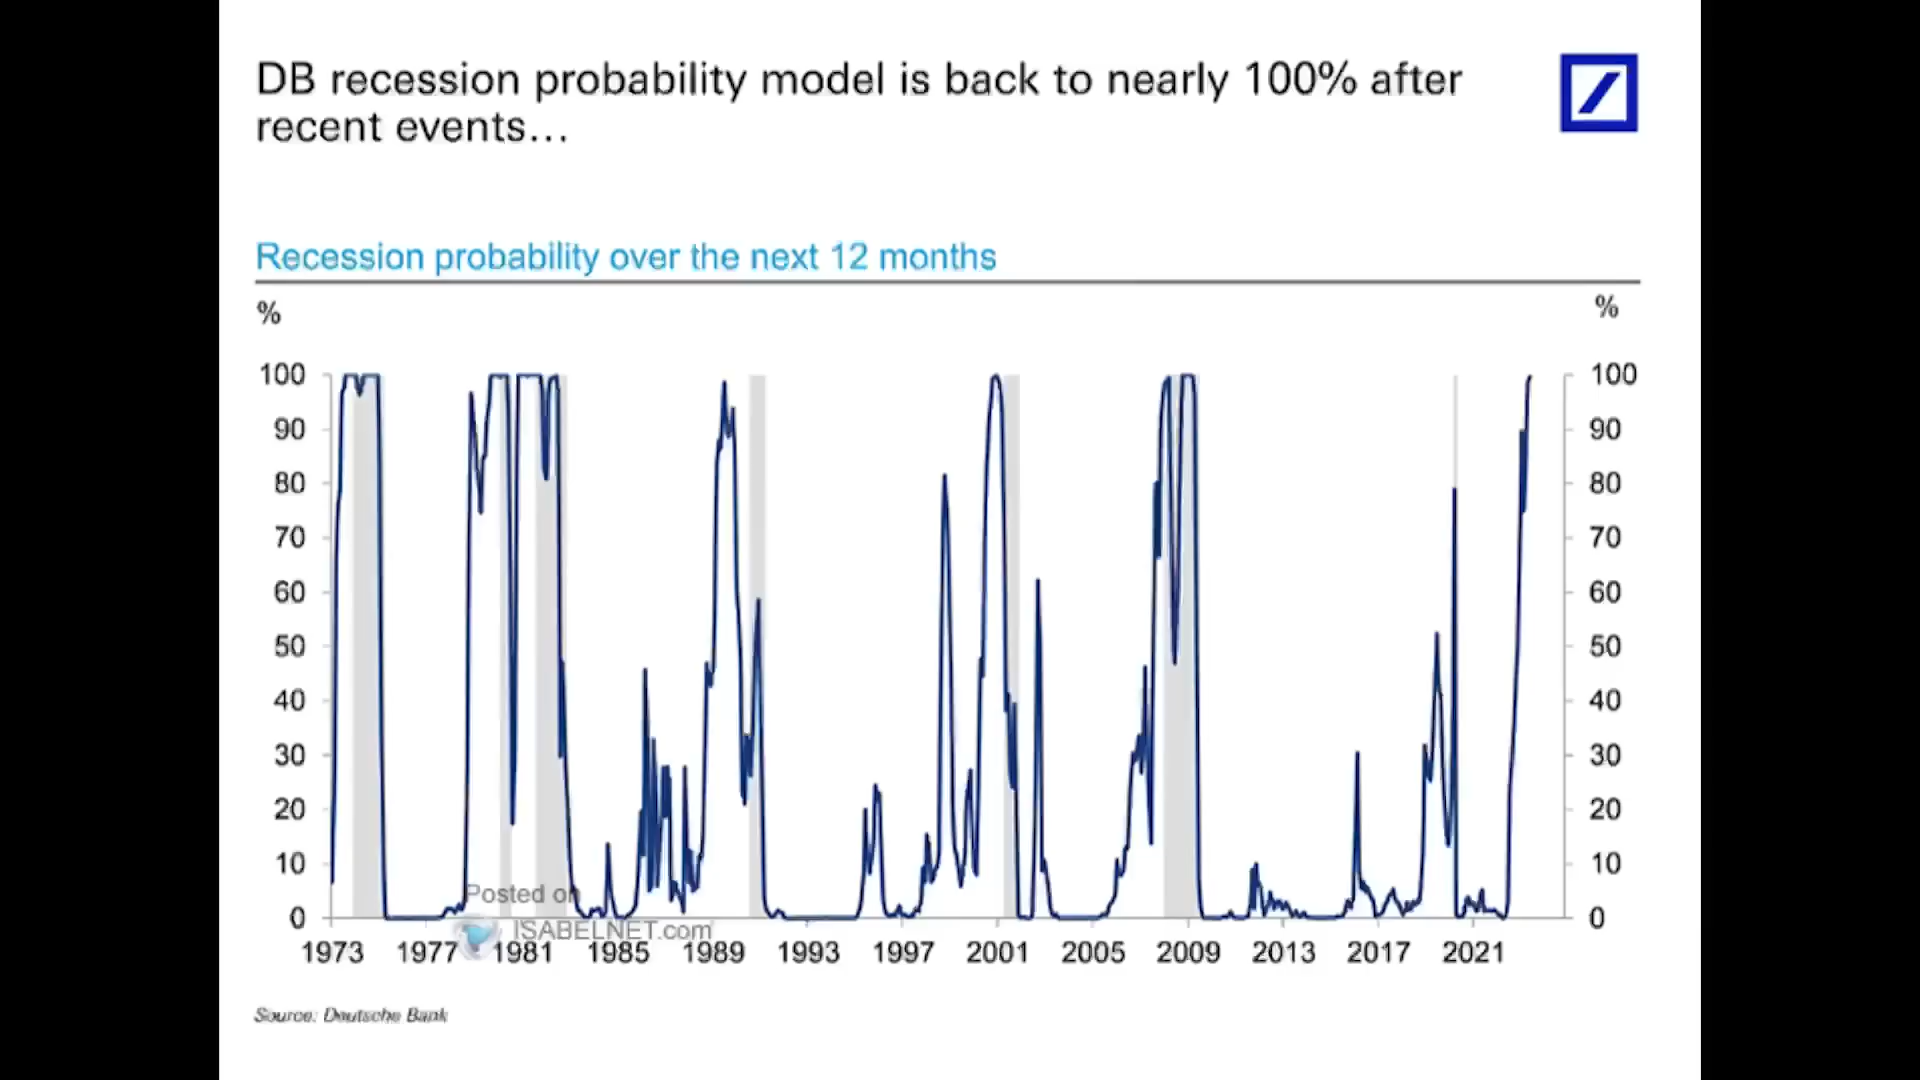 DB recession probability model is back to nearly 100% after
recent events...
Recession probability over the next 12 months
% %
100 100
90 90
80 80
70 70
60 60
50 50
40 40
30 30
20 20
10 10
Posted on
0 0
ISABELNET.com
1973 1977 1981 1985 1989 1993 1997 2001 2005 2009 2013 2017 2021
Source: Deutsche Bank